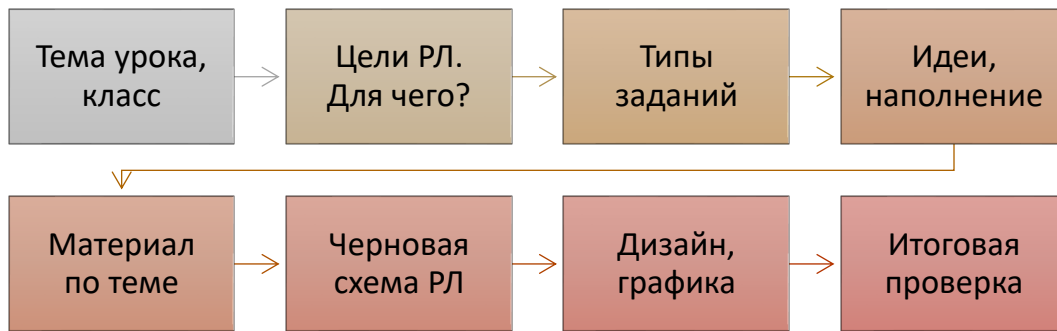 Тема урока,
класс
Цели РЛ.
Для чего?
Типы
заданий
Идеи,
наполнение
Материал
по теме
Черновая
схема РЛ
Дизайн,
графика
Итоговая
проверка